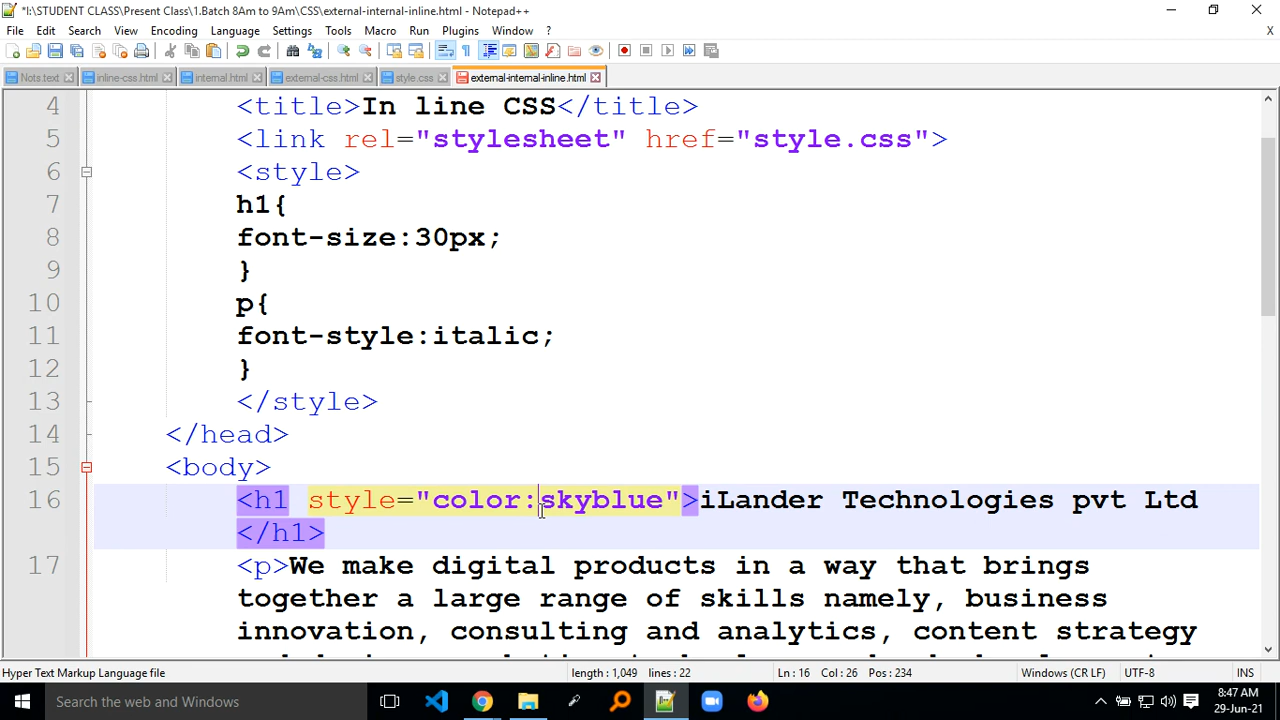 *I:\STUDENT CLASS\Present Class\1.Batch 8Am to 9Am\CSS\external-internal-inline.html - Notepad++
File Edit Search View Encoding Language Settings Tools Macro Run Plugins Window ? X
Nots.text inline-css.html internal.html external-css.html style.css external-internal-inline.html
4 <title>In line CSS</title>
5 <link rel="stylesheet" href="style.css">
6 <style>
7 h1{
8 font-size:30px;
9 }
10 p{
11 font-style:italic;
12 }
13 </style>
14 </head>
15 <body>
16 <h1 style="color:skyblue">iLander Technologies pvt Ltd
</h1>
17 <p>We make digital products in a way that brings
together a large range of skills namely, business
innovation, consulting and analytics, content strategy
Hyper Text Markup Language file length : 1,049 lines : 22 Ln : 16 Col : 26 Pos : 234 Windows (CR LF) UTF-8 INS
Search the web and Windows
8:47 AM
29-Jun-21